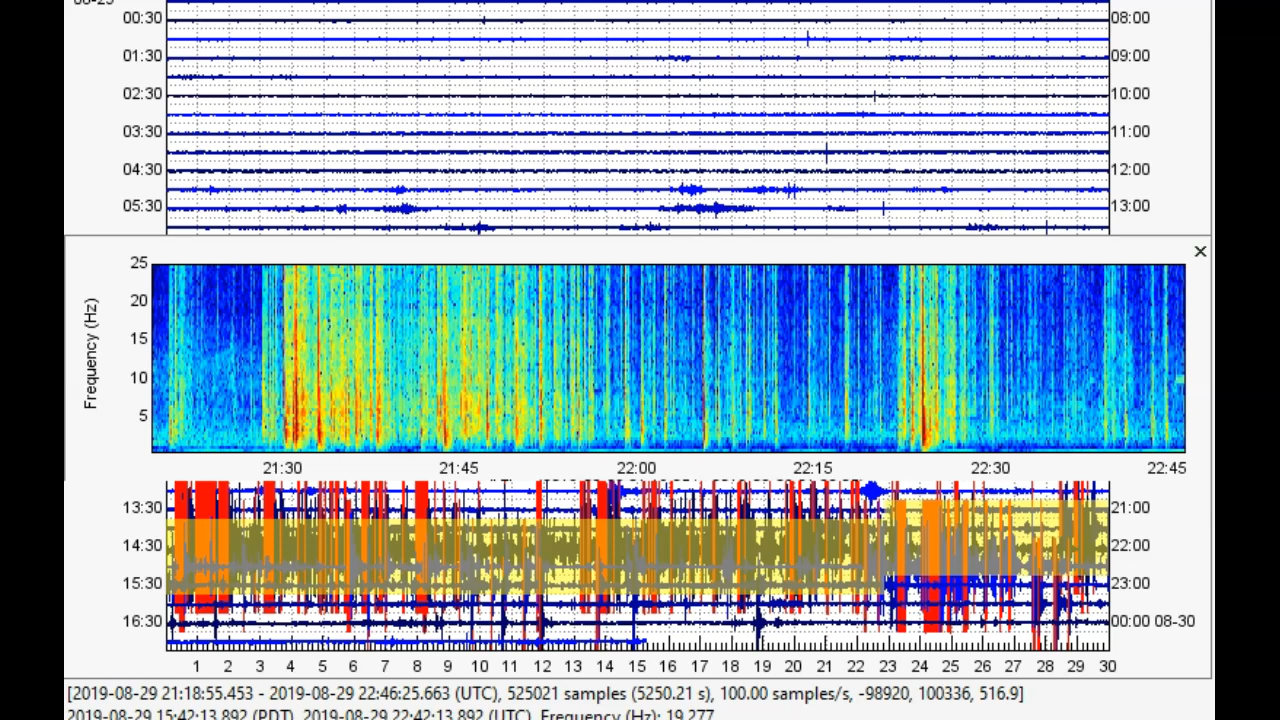 08-29
00:30 08:00
01:30 09:00
02:30 10:00
03:30 11:00
04:30 12:00
05:30 13:00
25
20
15
10
5
Frequency (Hz)
21:30 21:45 22:00 22:15 22:30 22:45
13:30 21:00
14:30 22:00
15:30 23:00
16:30 00:00 08-30
1 2 3 4 5 6 7 8 9 10 11 12 13 14 15 16 17 18 19 20 21 22 23 24 25 26 27 28 29 30
[2019-08-29 21:18:55.453 - 2019-08-29 22:46:25.663 (UTC), 525021 samples (5250.21 s), 100.00 samples/s, -98920, 100336, 516.9]
2019-08-29 15:42:13.892 (PDT), 2019-08-29 22:42:13.892 (UTC), Frequency (Hz): 19.277